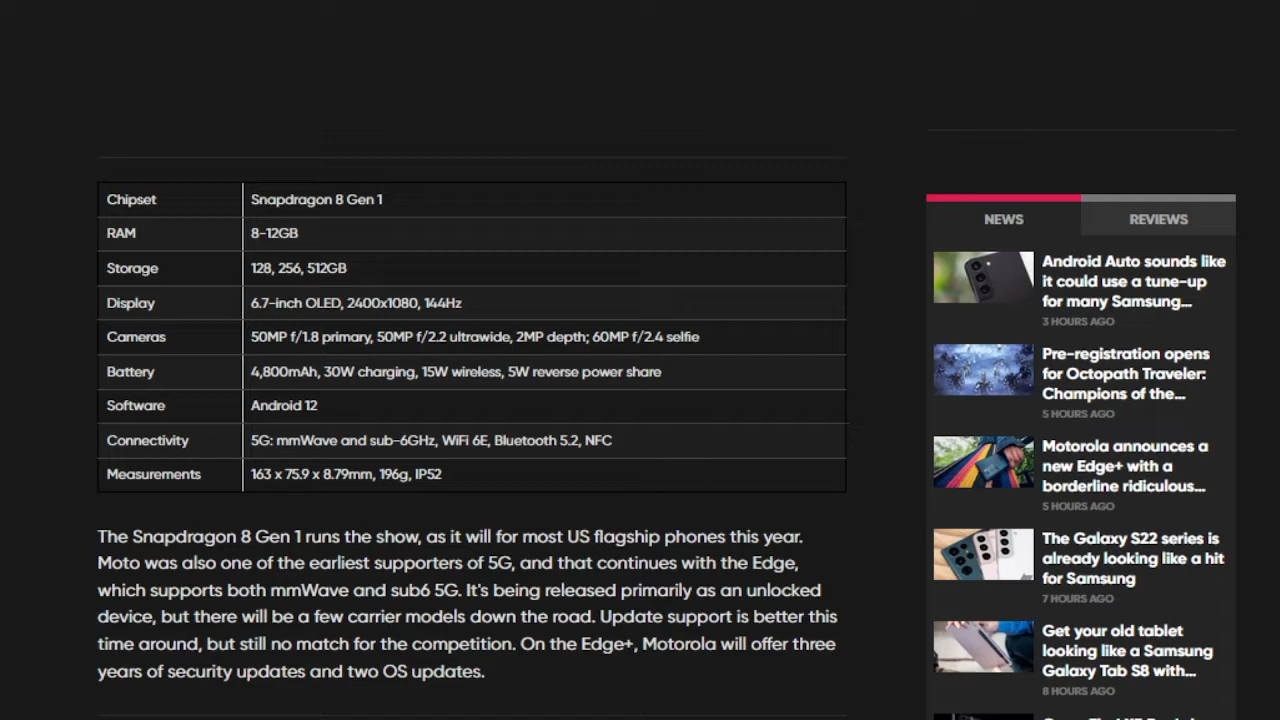 Chipset Snapdragon 8 Gen 1
RAM 8-12GB
Storage 128, 256, 512GB
Display 6.7-inch OLED, 2400x1080, 144Hz
Cameras 50MP f/1.8 primary, 50MP f/2.2 ultrawide, 2MP depth; 60MP f/2.4 selfie
Battery 4,800mAh, 30W charging, 15W wireless, 5W reverse power share
Software Android 12
Connectivity 5G: mmWave and sub-6GHz, WiFi 6E, Bluetooth 5.2, NFC
Measurements 163 x 75.9 x 8.79mm, 196g, IP52
The Snapdragon 8 Gen 1 runs the show, as it will for most US flagship phones this year.
Moto was also one of the earliest supporters of 5G, and that continues with the Edge,
which supports both mmWave and sub6 5G. It's being released primarily as an unlocked
device, but there will be a few carrier models down the road. Update support is better this
time around, but still no match for the competition. On the Edge+, Motorola will offer three
years of security updates and two OS updates.
NEWS REVIEWS
Android Auto sounds like
it could use a tune-up
for many Samsung...
3 HOURS AGO
Pre-registration opens
for Octopath Traveler:
Champions of the...
5 HOURS AGO
Motorola announces a
new Edge+ with a
borderline ridiculous...
5 HOURS AGO
The Galaxy S22 series is
already looking like a hit
for Samsung
7 HOURS AGO
Get your old tablet
looking like a Samsung
Galaxy Tab S8 with...
8 HOURS AGO